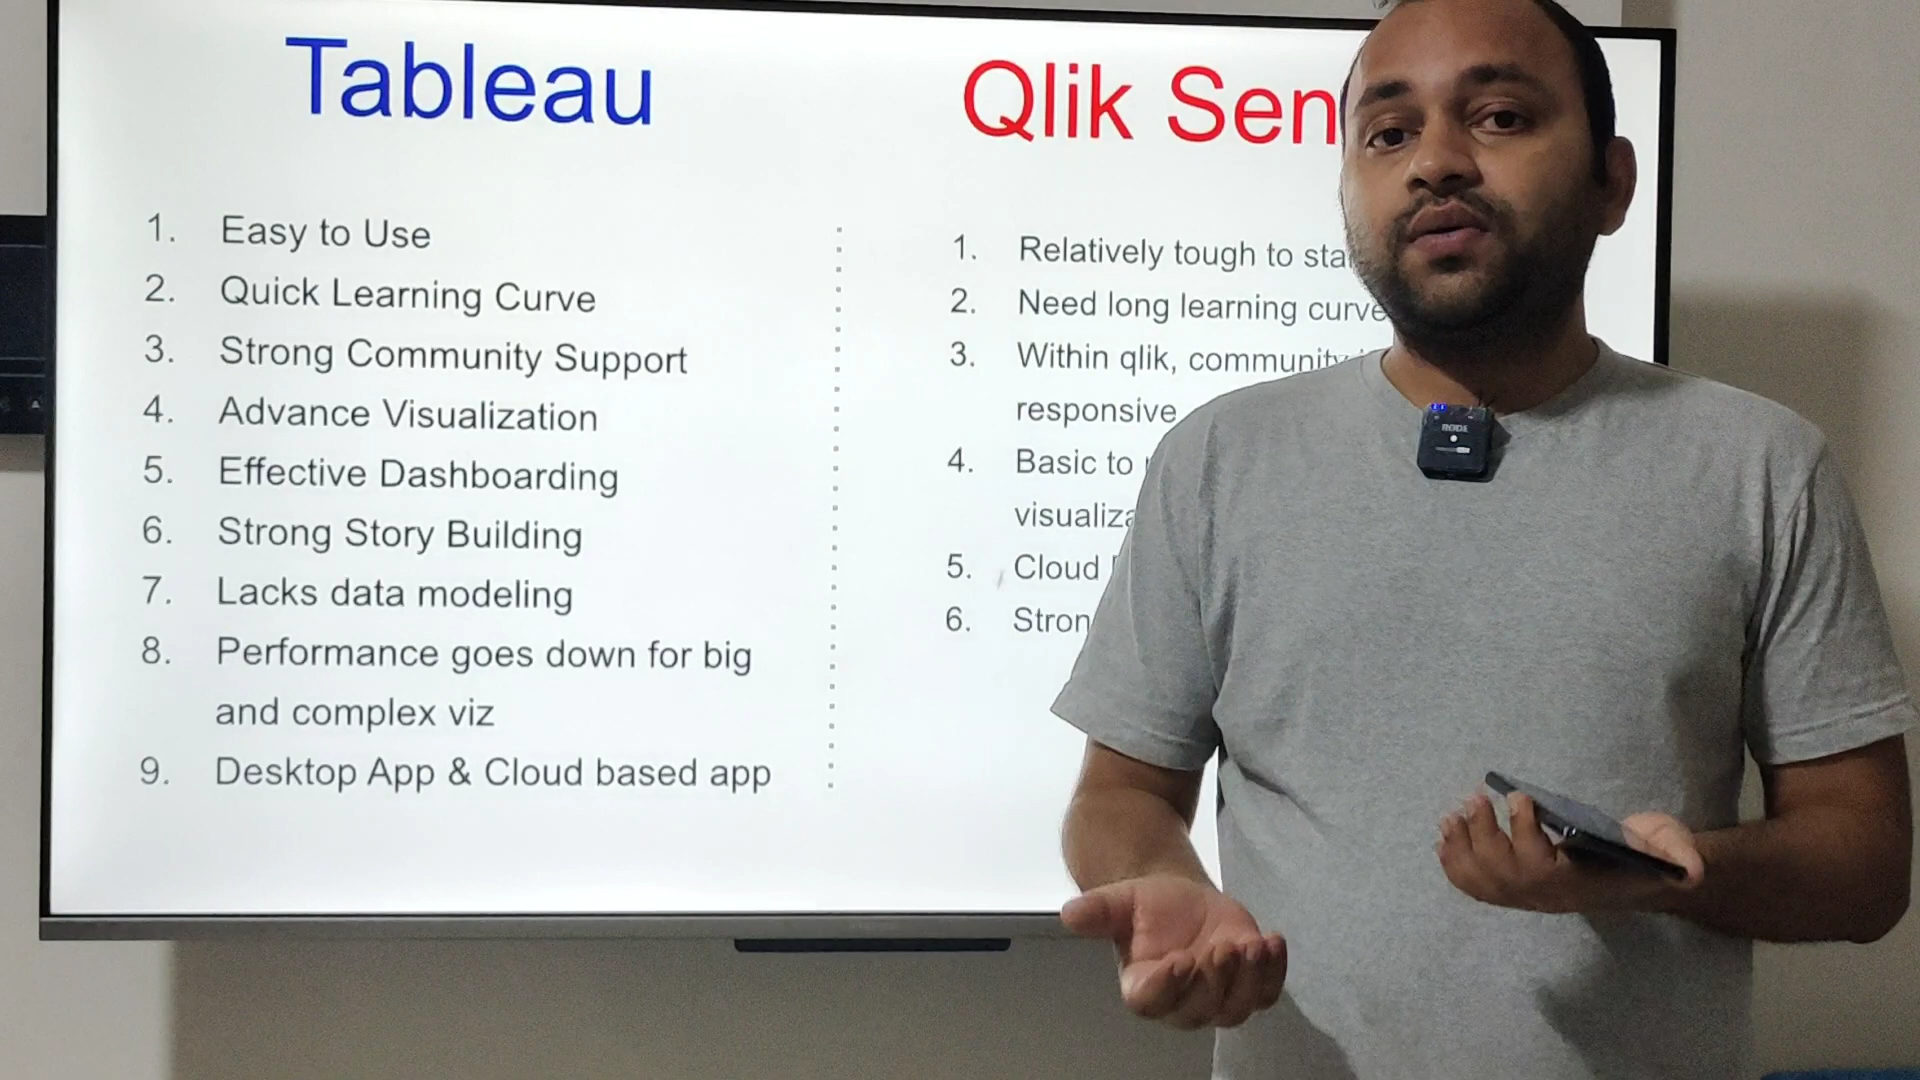 Tableau
1. Easy to Use
2. Quick Learning Curve
3. Strong Community Support
4. Advance Visualization
5. Effective Dashboarding
6. Strong Story Building
7. Lacks data modeling
8. Performance goes down for big
and complex viz
9. Desktop App & Cloud based app
Qlik Sen
1. Relatively tough to
2. Need long learning curve
3. Within qlik, community
responsive
4. Basic to
5. Cloud
6.
RODE